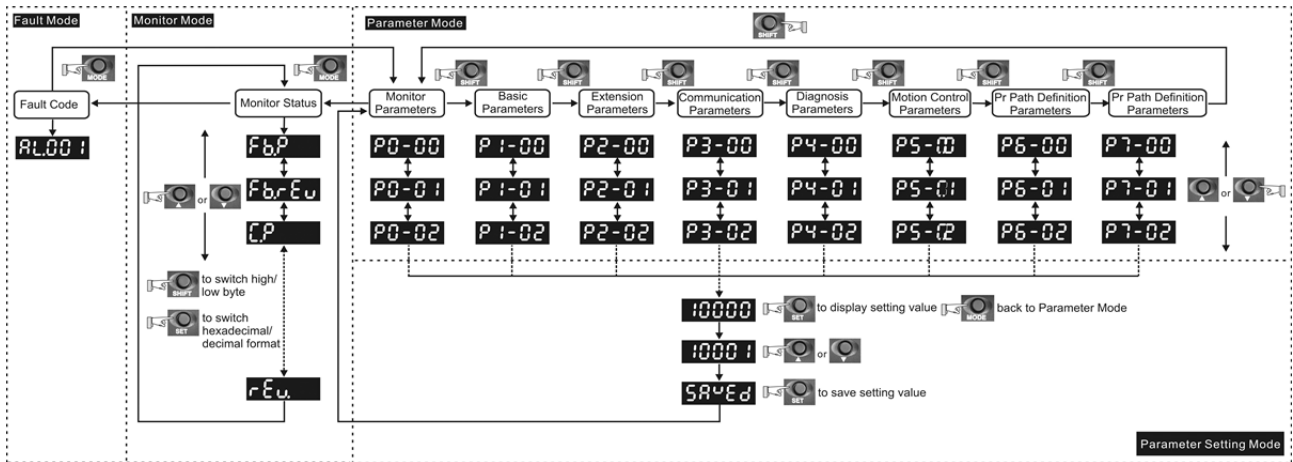 Fault Mode
Monitor Mode
Parameter Mode
SHIFT
MODE
MODE
SHIFT
SHIFT
SHIFT
SHIFT
SHIFT
SHIFT
SHIFT
Fault Code
Monitor Status
Monitor
Parameters
Basic
Parameters
Extension
Parameters
Communication
Parameters
Diagnosis
Parameters
Motion Control
Parameters
Pr Path Definition
Parameters
Pr Path Definition
Parameters
AL.001
Fb.P
P0-00
P1-00
P2-00
P3-00
P4-00
P5-00
P6-00
P7-00
or
Fb.rEu
P0-01
P1-01
P2-01
P3-01
P4-01
P5-01
P6-01
P7-01
or
C.P
P0-02
P1-02
P2-02
P3-02
P4-02
P5-02
P6-02
P7-02
SHIFT
to switch high/
low byte
SET
to switch
hexadecimal/
decimal format
rEu.
10000
SET
to display setting value
MODE
back to Parameter Mode
10001
or
SAvEd
SET
to save setting value
Parameter Setting Mode